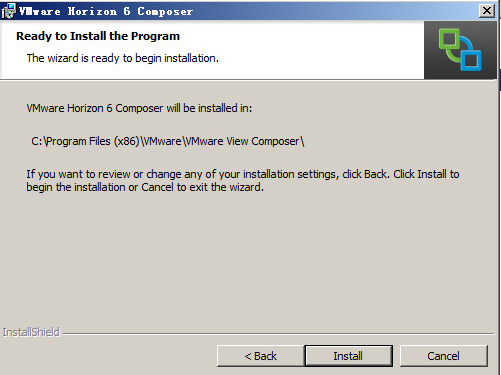 VMware Horizon 6 Composer
Ready to Install the Program
The wizard is ready to begin installation.
VMware Horizon 6 Composer will be installed in:
C:\Program Files (x86)\VMware\VMware View Composer\
If you want to review or change any of your installation settings, click Back. Click Install to
begin the installation or Cancel to exit the wizard.
InstallShield
< Back
Install
Cancel